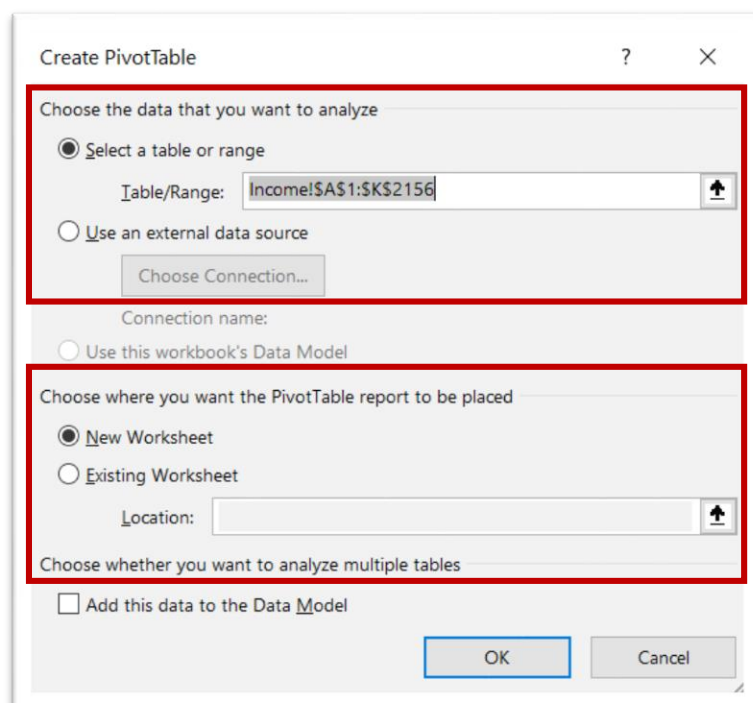 Create PivotTable ?
Choose the data that you want to analyze
Select a table or range
Table/Range: Income!$A$1:$K$2156
Use an external data source
Choose Connection...
Connection name:
Use this workbook's Data Model
Choose where you want the PivotTable report to be placed
New Worksheet
Existing Worksheet
Location:
Choose whether you want to analyze multiple tables
Add this data to the Data Model
OK Cancel